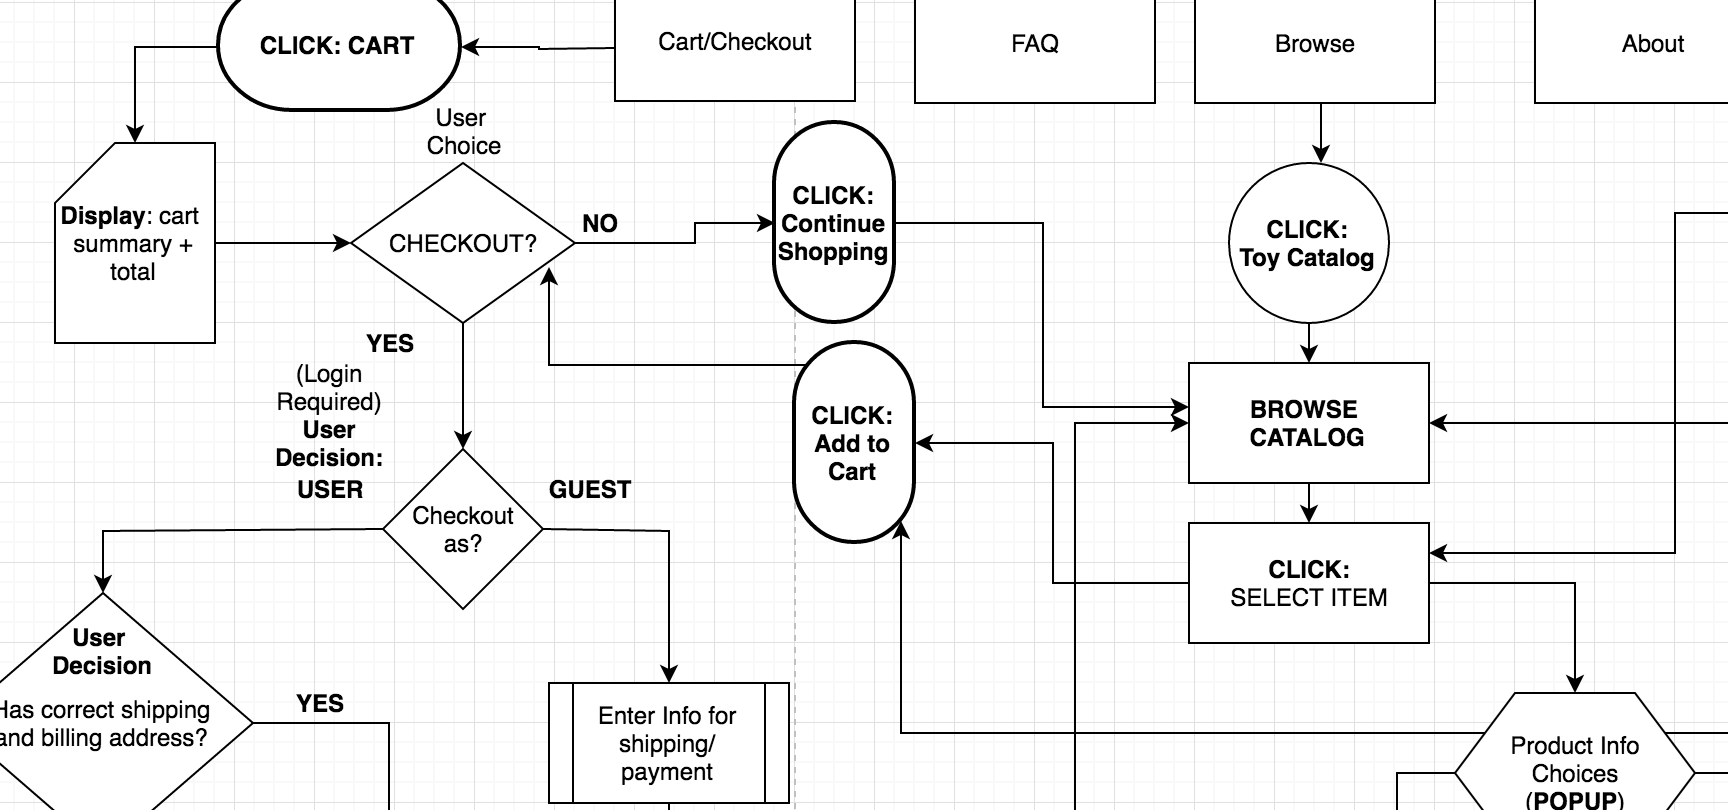 CLICK: CART
Cart/Checkout
FAQ
Browse
About
User
Choice
Display: cart
summary +
total
CHECKOUT?
NO
CLICK:
Continue
Shopping
CLICK:
Toy Catalog
YES
(Login
Required)
User
Decision:
USER
GUEST
Checkout
as?
CLICK:
Add to
Cart
BROWSE
CATALOG
CLICK:
SELECT ITEM
User
Decision
Has correct shipping
and billing address?
YES
Enter Info for
shipping/
payment
Product Info
Choices
(POPUP)